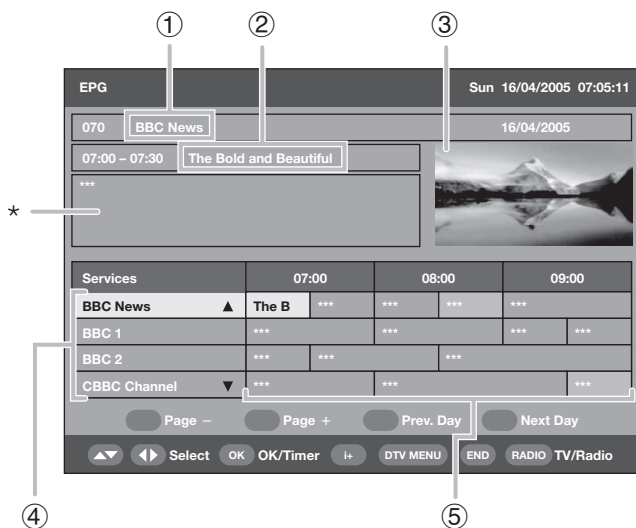 ① ② ③
EPG Sun 16/04/2005 07:05:11
070 BBC News 16/04/2005
07:00 – 07:30 The Bold and Beautiful
***
*
Services 07:00 08:00 09:00
BBC News ▲ The B *** *** *** ***
BBC 1 *** *** *** ***
BBC 2 *** *** ***
CBBC Channel ▼ *** *** ***
Page – Page + Prev. Day Next Day
Select OK OK/Timer i+ DTV MENU END RADIO TV/Radio
④ ⑤